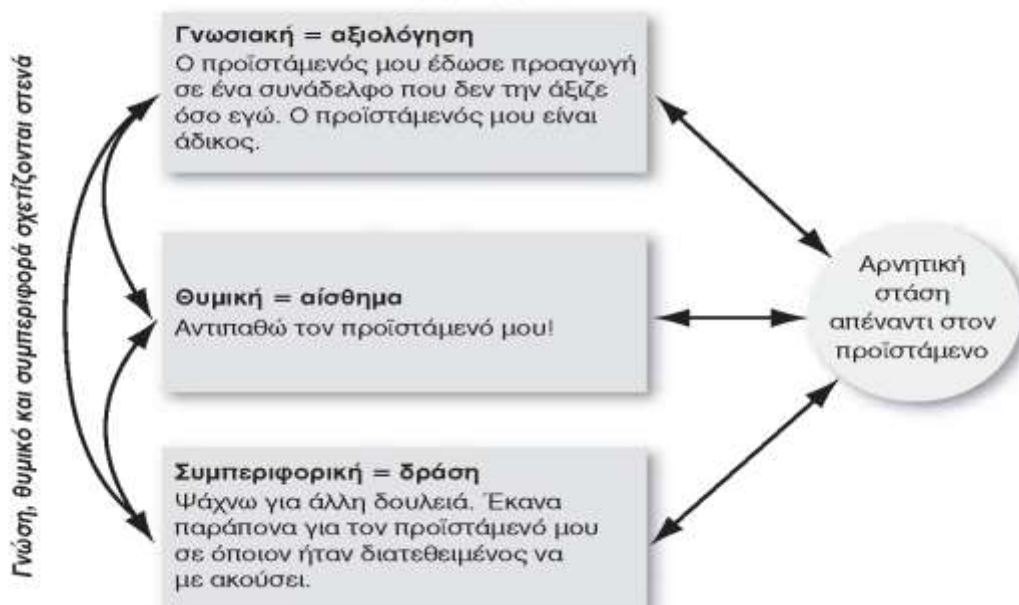 Γνώση, θυμικό και συμπεριφορά σχετίζονται στενά
Γνωσιακή = αξιολόγηση
Ο προϊστάμενός μου έδωσε προαγωγή
σε ένα συνάδελφο που δεν την άξιζε
όσο εγώ. Ο προϊστάμενός μου είναι
άδικος.
Θυμική = αίσθημα
Αντιπαθώ τον προϊστάμενό μου!
Συμπεριφορική = δράση
Ψάχνω για άλλη δουλειά. Έκανα
παράπονα για τον προϊστάμενό μου
σε όποιον ήταν διατεθειμένος να
με ακούσει.
Αρνητική
στάση
απέναντι στον
προϊστάμενο